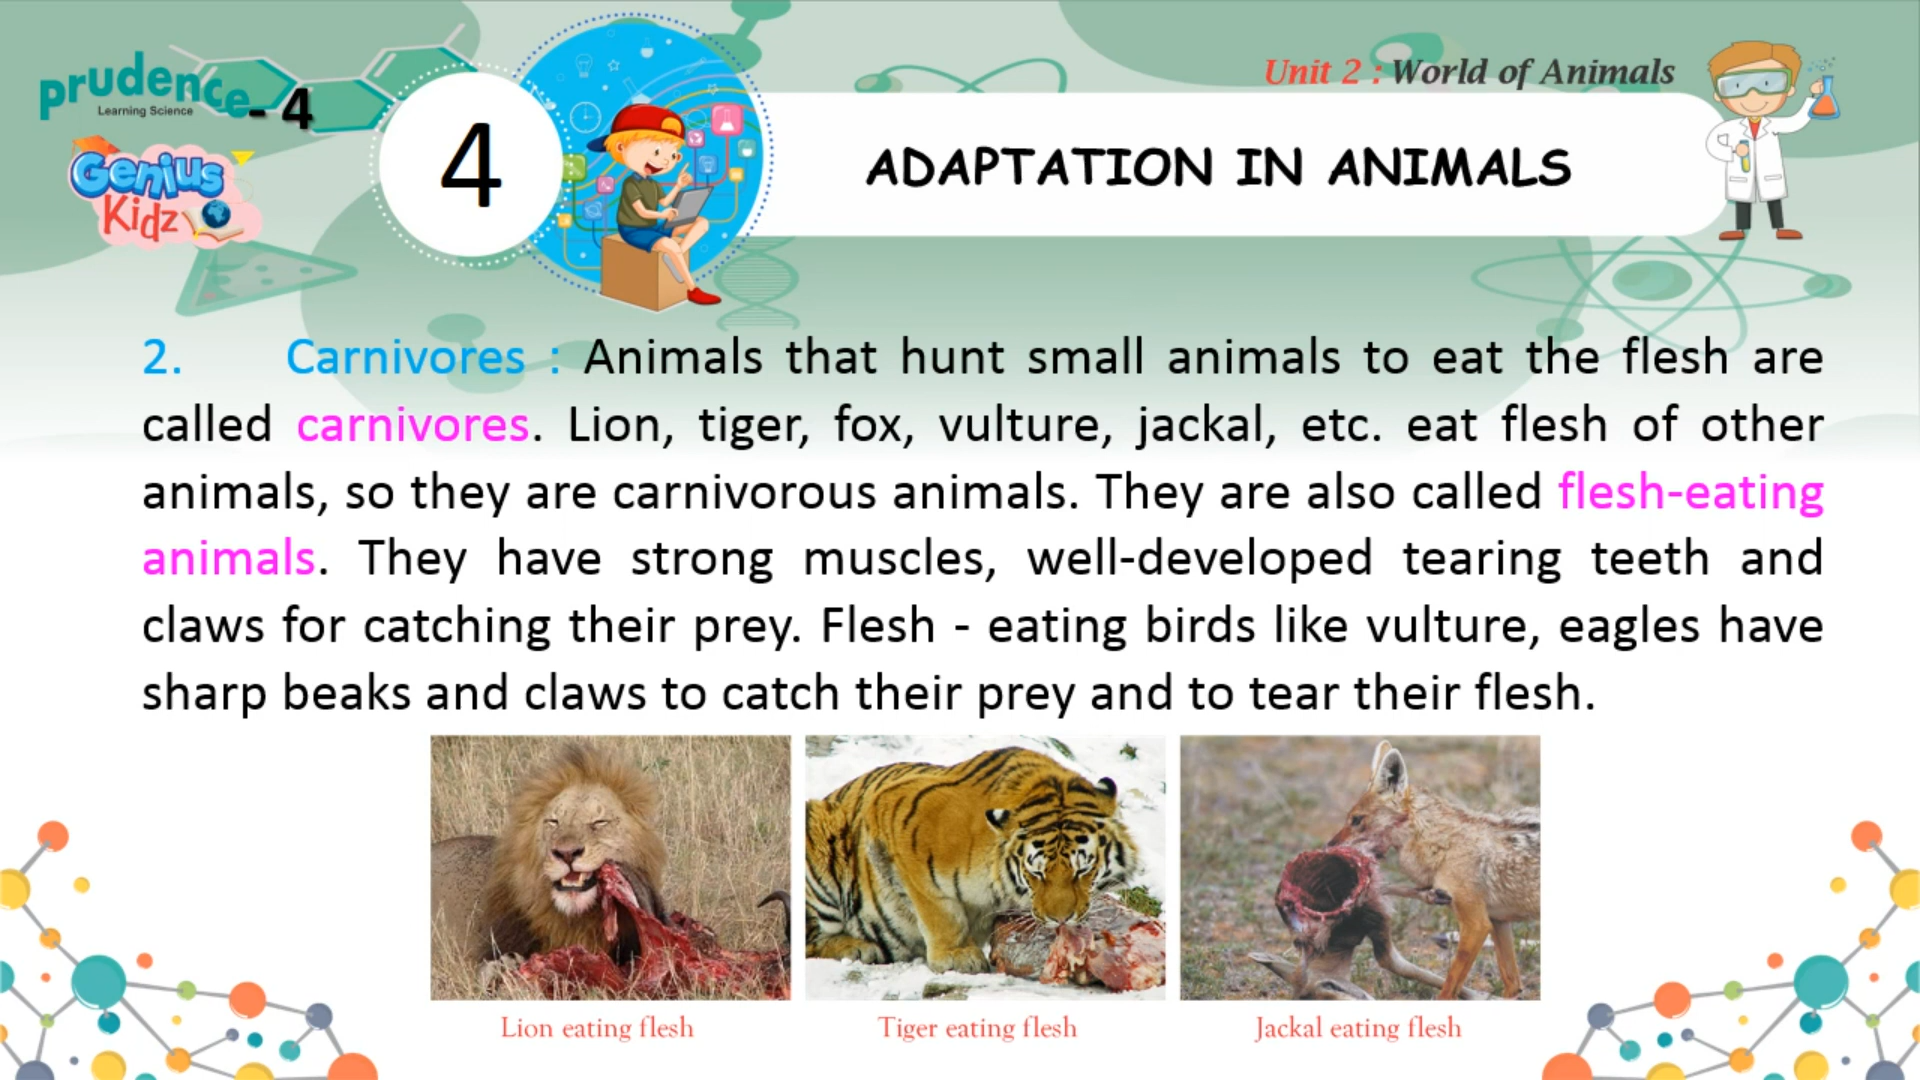 prudence - 4
Learning Science
Genius
Kidz
4
Unit 2 : World of Animals
ADAPTATION IN ANIMALS
2. Carnivores : Animals that hunt small animals to eat the flesh are
called carnivores. Lion, tiger, fox, vulture, jackal, etc. eat flesh of other
animals, so they are carnivorous animals. They are also called flesh-eating
animals. They have strong muscles, well-developed tearing teeth and
claws for catching their prey. Flesh - eating birds like vulture, eagles have
sharp beaks and claws to catch their prey and to tear their flesh.
Lion eating flesh
Tiger eating flesh
Jackal eating flesh